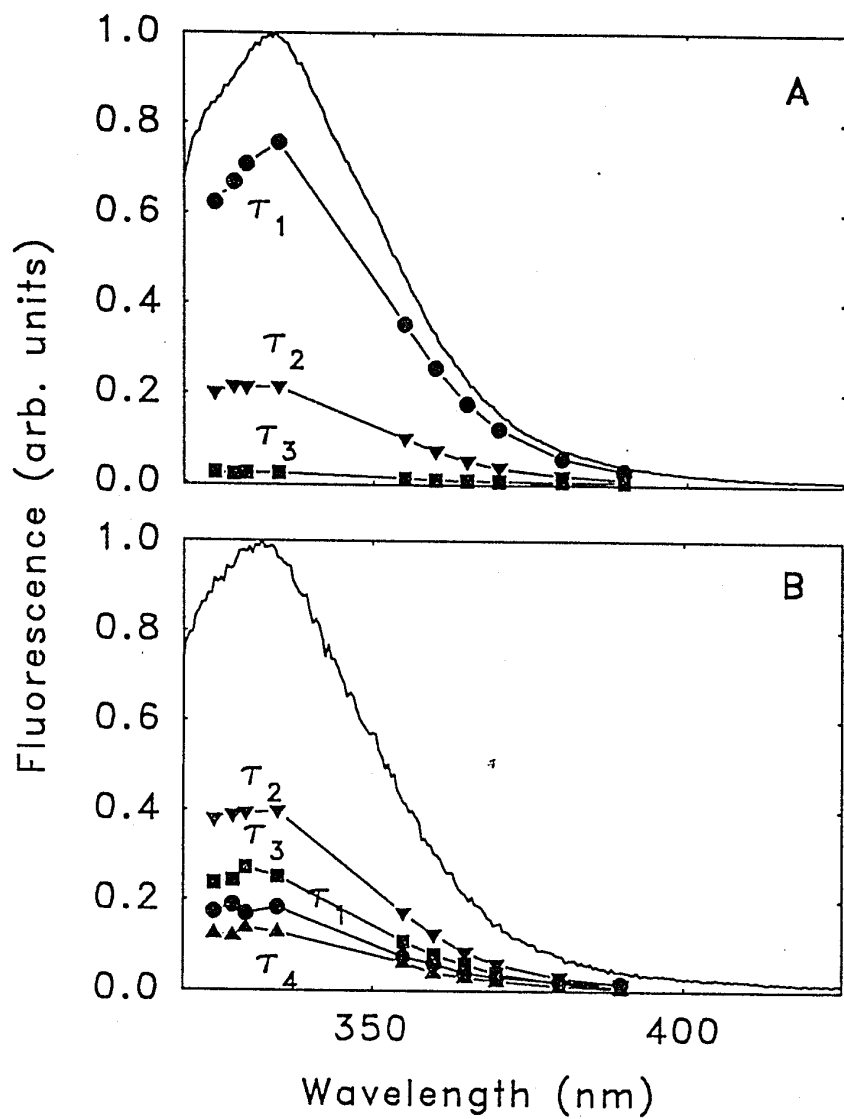 A
1.0
0.8
0.6
0.4
0.2
0.0
τ1
τ2
τ3
B
1.0
0.8
0.6
0.4
0.2
0.0
τ2
τ3
τ1
τ4
350
400
Fluorescence (arb. units)
Wavelength (nm)